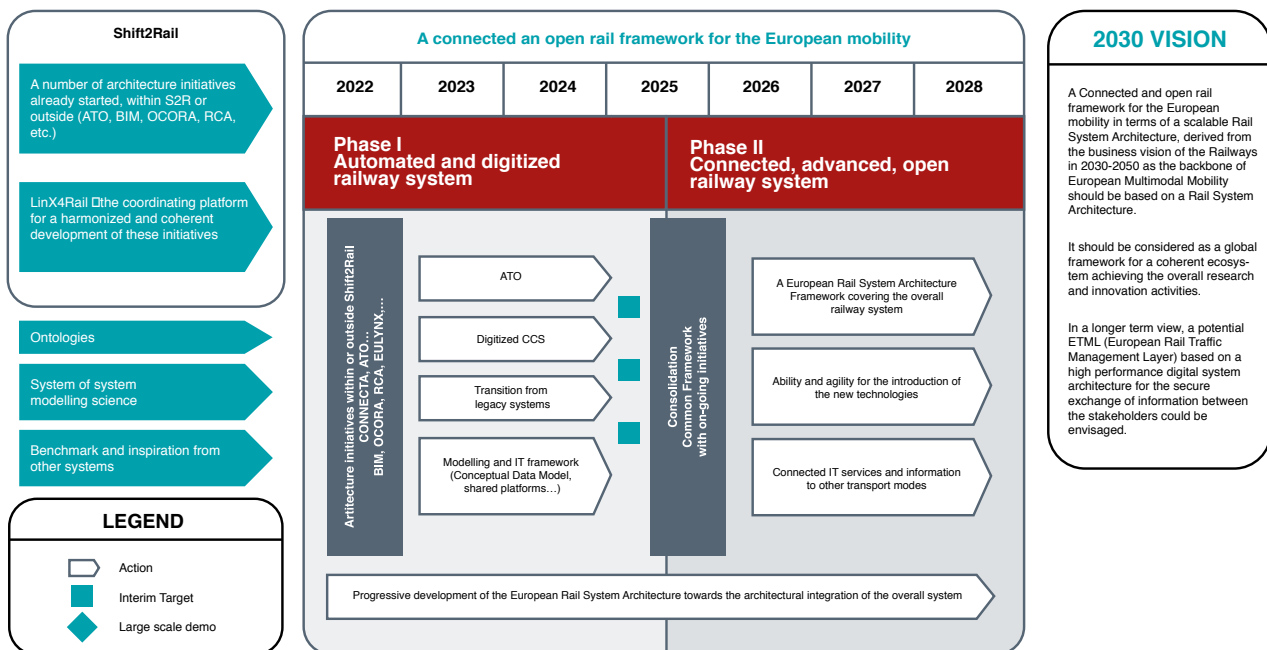 Shift2Rail
A number of architecture initiatives
already started, within S2R or
outside (ATO, BIM, OCORA, RCA,
etc.)
LinX4Rail □the coordinating platform
for a harmonized and coherent
development of these initiatives
Ontologies
System of system
modelling science
Benchmark and inspiration from
other systems
LEGEND
Action
Interim Target
Large scale demo
A connected an open rail framework for the European mobility
2022 2023 2024 2025 2026 2027 2028
Phase I
Automated and digitized
railway system
Phase II
Connected, advanced, open
railway system
Artitecture initiatives within or outside Shift2Rail
CONNECTA, ATO…
BIM, OCORA, RCA, EULYNX,…
ATO
Digitized CCS
Transition from
legacy systems
Modelling and IT framework
(Conceptual Data Model,
shared platforms…)
Consolidation
Common Framework
with on-going initiatives
A European Rail System Architecture
Framework covering the overall
railway system
Ability and agility for the introduction of
the new technologies
Connected IT services and information
to other transport modes
Progressive development of the European Rail System Architecture towards the architectural integration of the overall system
2030 VISION
A Connected and open rail
framework for the European
mobility in terms of a scalable Rail
System Architecture, derived from
the business vision of the Railways
in 2030-2050 as the backbone of
European Multimodal Mobility
should be based on a Rail System
Architecture.
It should be considered as a global
framework for a coherent ecosys-
tem achieving the overall research
and innovation activities.
In a longer term view, a potential
ETML (European Rail Traffic
Management Layer) based on a
high performance digital system
architecture for the secure
exchange of information between
the stakeholders could be
envisaged.